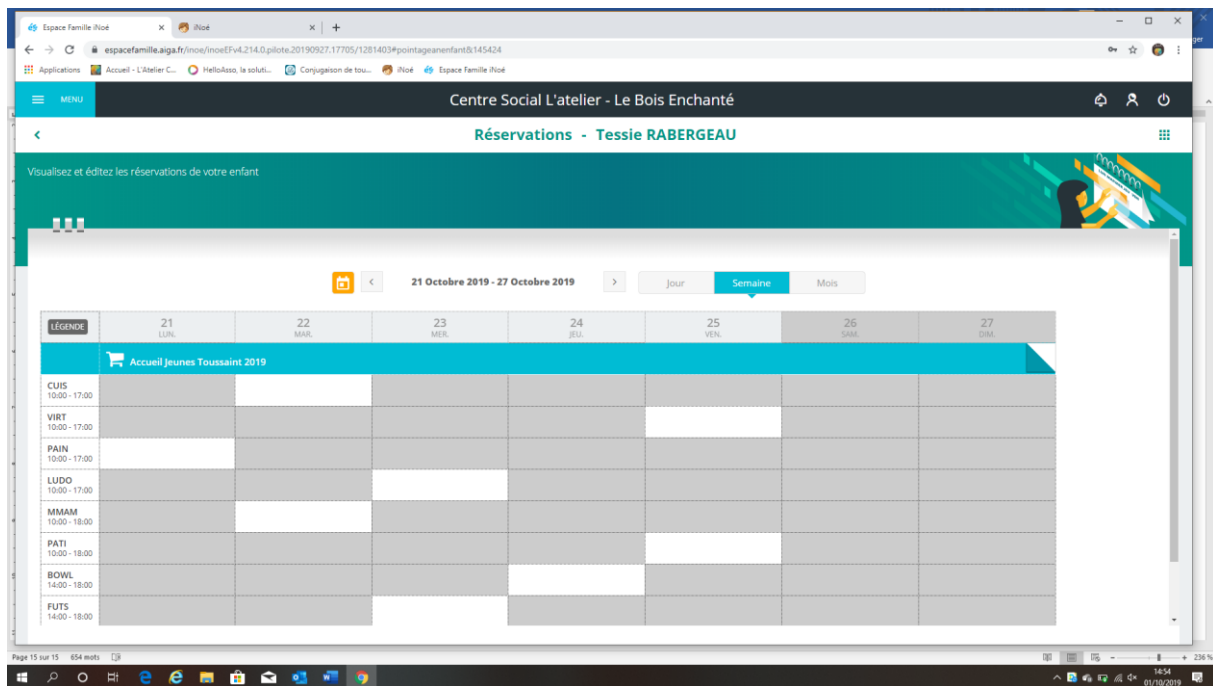 Espace Famille iNoé × iNoé × +
espacefamille.aiga.fr/inoe/inoeEFv4.214.0.pilote.20190927.17705/1281403#pointageanenfant&145424
Applications Accueil - L'Atelier C... HelloAsso, la soluti... Conjugaison de tou... iNoé Espace Famille iNoé
MENU Centre Social L'atelier - Le Bois Enchanté
Réservations - Tessie RABERGEAU
Visualisez et éditez les réservations de votre enfant
21 Octobre 2019 - 27 Octobre 2019 Jour Semaine Mois
LÉGENDE 21 22 23 24 25 26 27
LUN. MAR. MER. JEU. VEN. SAM. DIM.
Accueil Jeunes Toussaint 2019
CUIS
10:00 - 17:00
VIRT
10:00 - 17:00
PAIN
10:00 - 17:00
LUDO
10:00 - 17:00
MMAM
10:00 - 18:00
PATI
10:00 - 18:00
BOWL
14:00 - 18:00
FUTS
14:00 - 18:00
Page 15 sur 15 654 mots 236 %
14:54
01/10/2019